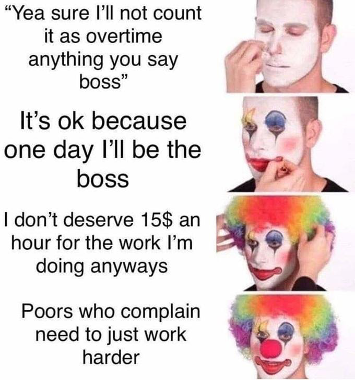 “Yea sure I’ll not count
it as overtime
anything you say
boss”
It’s ok because
one day I’ll be the
boss
I don’t deserve 15$ an
hour for the work I’m
doing anyways
Poors who complain
need to just work
harder